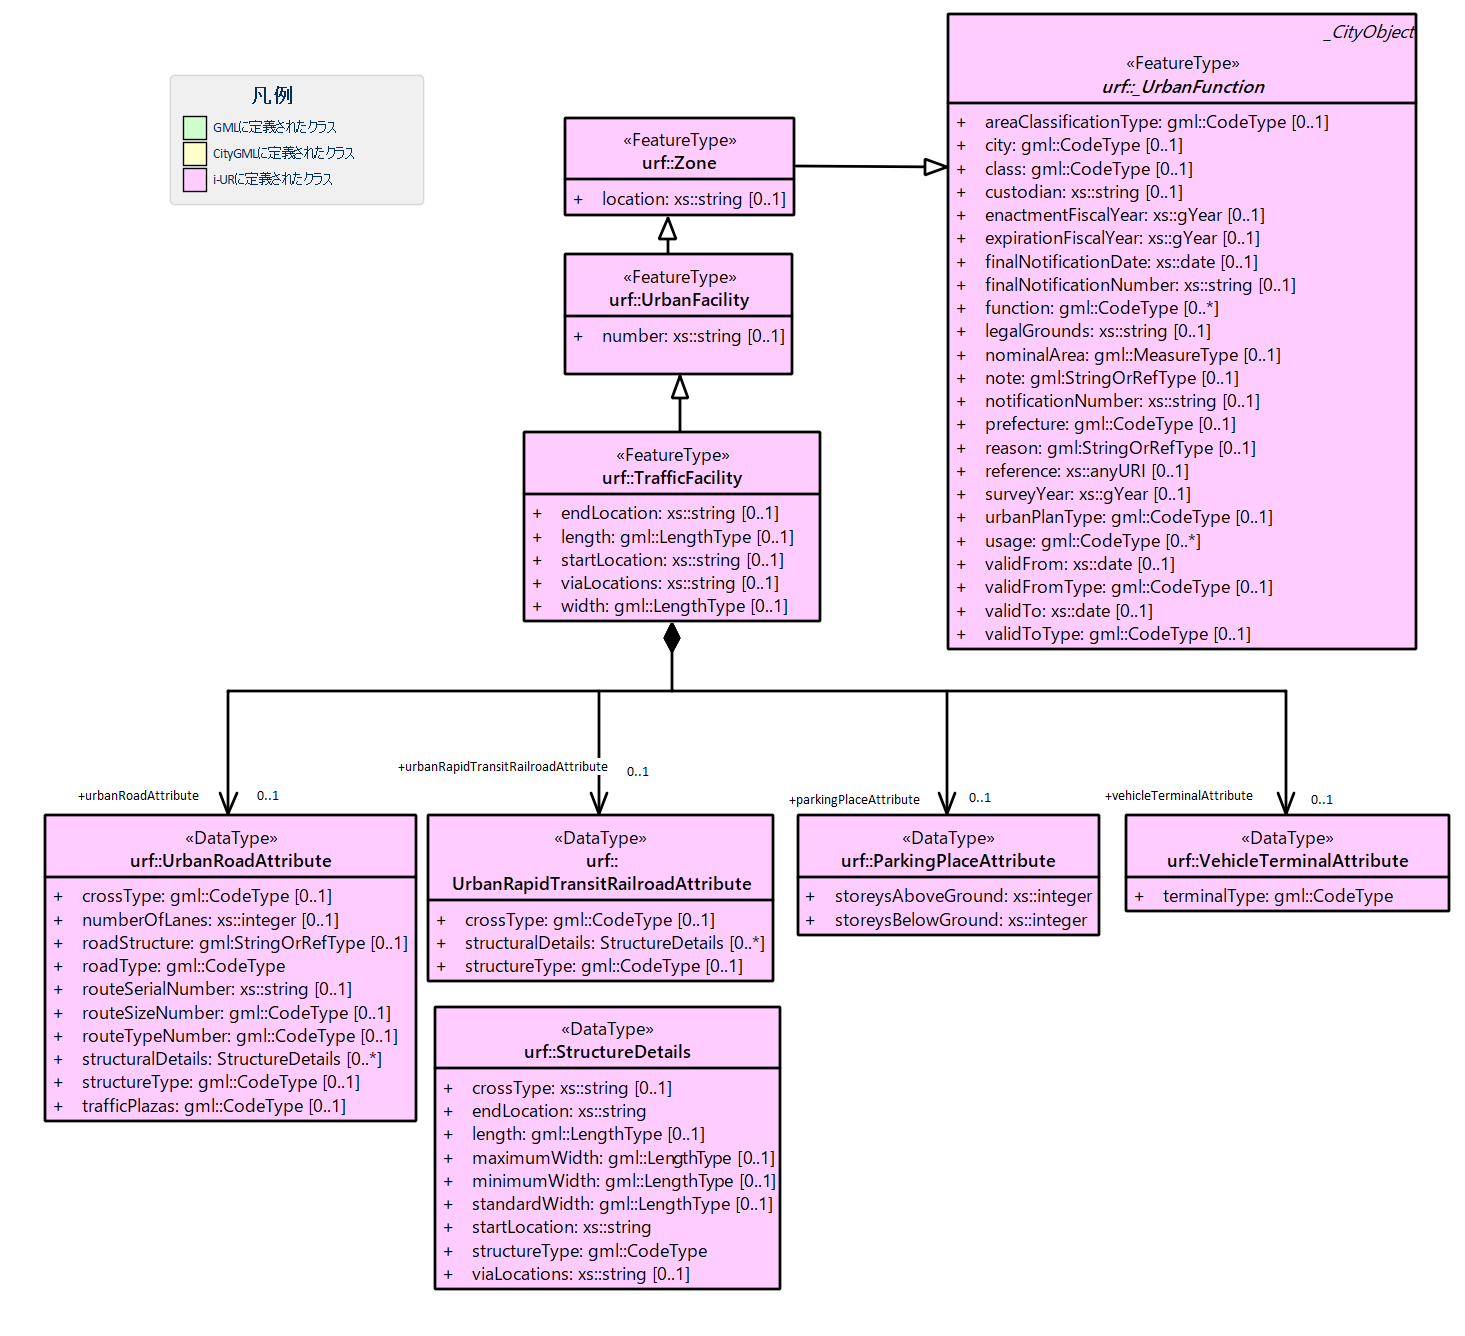 凡例
GMLに定義されたクラス
CityGMLに定義されたクラス
i-URに定義されたクラス
_CityObject
«FeatureType»
urf::_UrbanFunction
+ areaClassificationType: gml::CodeType [0..1]
+ city: gml::CodeType [0..1]
+ class: gml::CodeType [0..1]
+ custodian: xs::string [0..1]
+ enactmentFiscalYear: xs::gYear [0..1]
+ expirationFiscalYear: xs::gYear [0..1]
+ finalNotificationDate: xs::date [0..1]
+ finalNotificationNumber: xs::string [0..1]
+ function: gml::CodeType [0..*]
+ legalGrounds: xs::string [0..1]
+ nominalArea: gml::MeasureType [0..1]
+ note: gml:StringOrRefType [0..1]
+ notificationNumber: xs::string [0..1]
+ prefecture: gml::CodeType [0..1]
+ reason: gml:StringOrRefType [0..1]
+ reference: xs::anyURI [0..1]
+ surveyYear: xs::gYear [0..1]
+ urbanPlanType: gml::CodeType [0..1]
+ usage: gml::CodeType [0..*]
+ validFrom: xs::date [0..1]
+ validFromType: gml::CodeType [0..1]
+ validTo: xs::date [0..1]
+ validToType: gml::CodeType [0..1]
«FeatureType»
urf::Zone
+ location: xs::string [0..1]
«FeatureType»
urf::UrbanFacility
+ number: xs::string [0..1]
«FeatureType»
urf::TrafficFacility
+ endLocation: xs::string [0..1]
+ length: gml::LengthType [0..1]
+ startLocation: xs::string [0..1]
+ viaLocations: xs::string [0..1]
+ width: gml::LengthType [0..1]
+urbanRoadAttribute 0..1
+urbanRapidTransitRailroadAttribute 0..1
+parkingPlaceAttribute 0..1
+vehicleTerminalAttribute 0..1
«DataType»
urf::UrbanRoadAttribute
+ crossType: gml::CodeType [0..1]
+ numberOfLanes: xs::integer [0..1]
+ roadStructure: gml:StringOrRefType [0..1]
+ roadType: gml::CodeType
+ routeSerialNumber: xs::string [0..1]
+ routeSizeNumber: gml::CodeType [0..1]
+ routeTypeNumber: gml::CodeType [0..1]
+ structuralDetails: StructureDetails [0..*]
+ structureType: gml::CodeType [0..1]
+ trafficPlazas: gml::CodeType [0..1]
«DataType»
urf::
UrbanRapidTransitRailroadAttribute
+ crossType: gml::CodeType [0..1]
+ structuralDetails: StructureDetails [0..*]
+ structureType: gml::CodeType [0..1]
«DataType»
urf::ParkingPlaceAttribute
+ storeysAboveGround: xs::integer
+ storeysBelowGround: xs::integer
«DataType»
urf::VehicleTerminalAttribute
+ terminalType: gml::CodeType
«DataType»
urf::StructureDetails
+ crossType: xs::string [0..1]
+ endLocation: xs::string
+ length: gml::LengthType [0..1]
+ maximumWidth: gml::LengthType [0..1]
+ minimumWidth: gml::LengthType [0..1]
+ standardWidth: gml::LengthType [0..1]
+ startLocation: xs::string
+ structureType: gml::CodeType
+ viaLocations: xs::string [0..1]